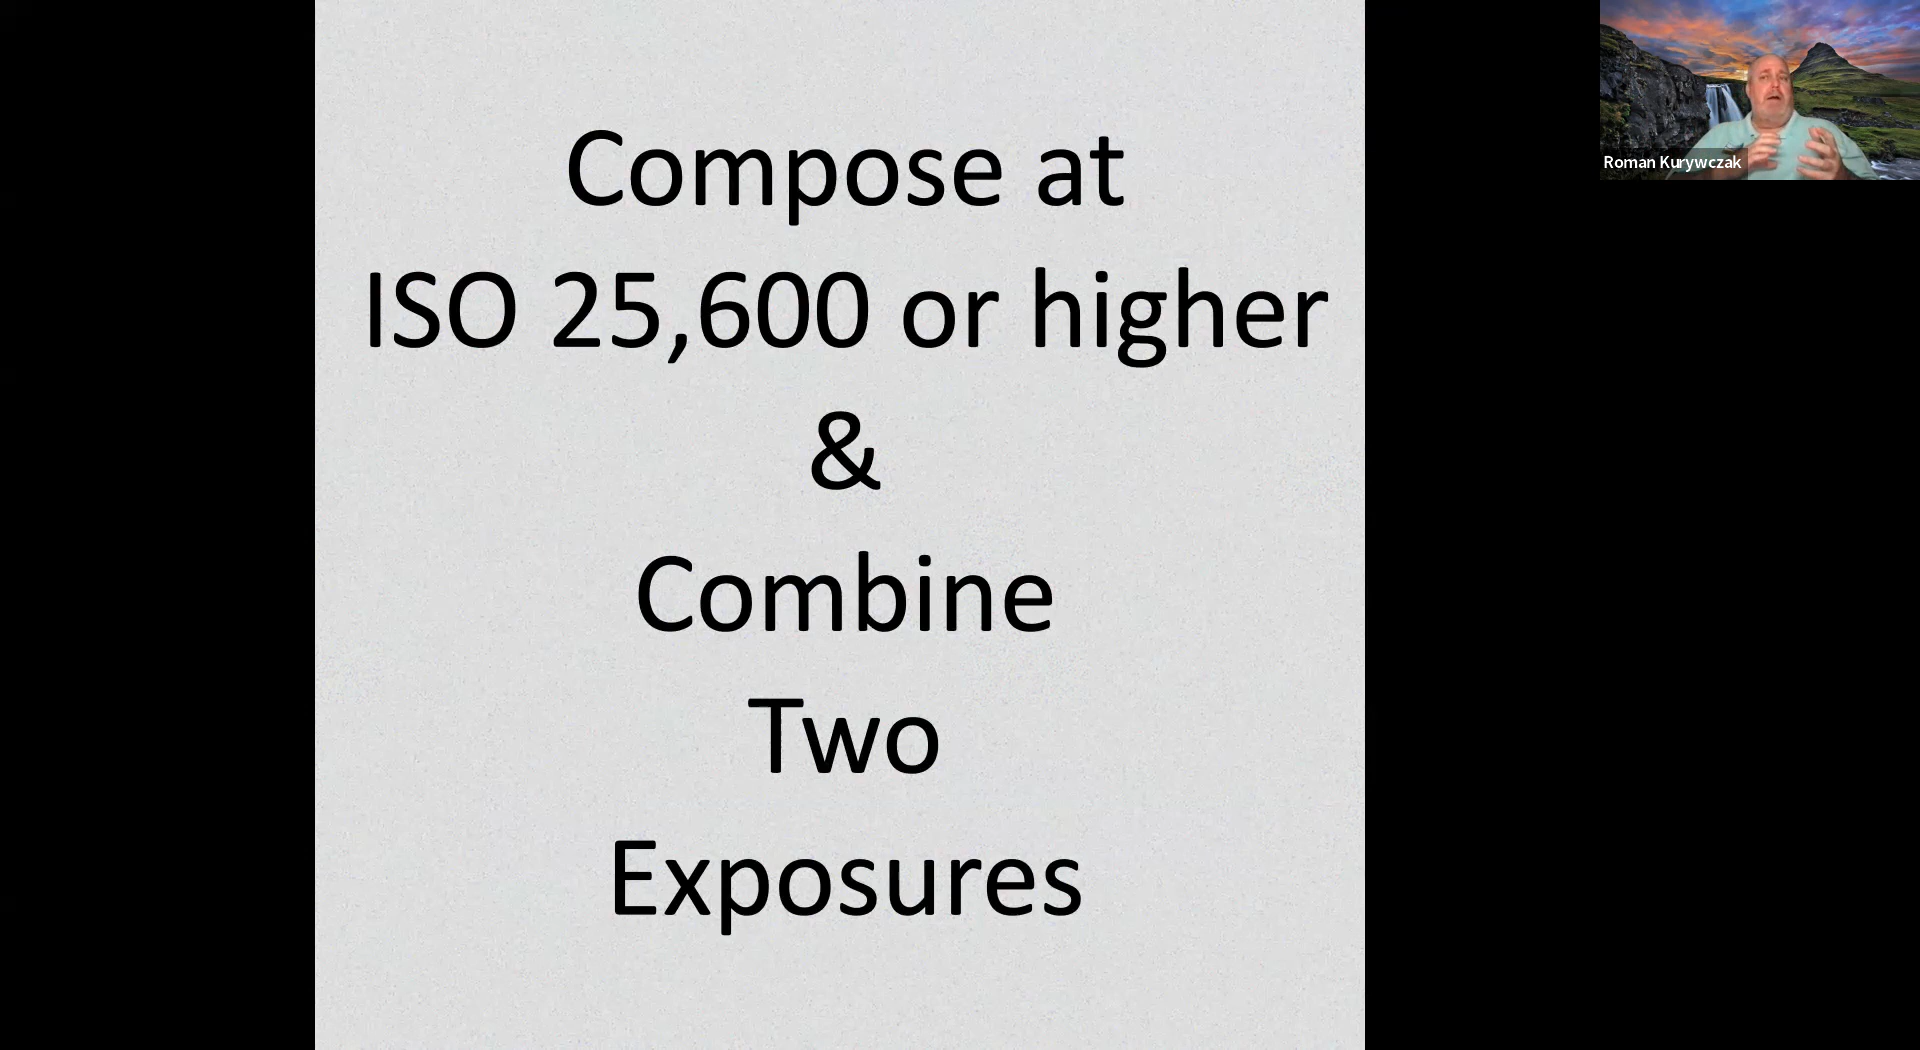 Compose at
ISO 25,600 or higher
&
Combine
Two
Exposures
Roman Kurywczak